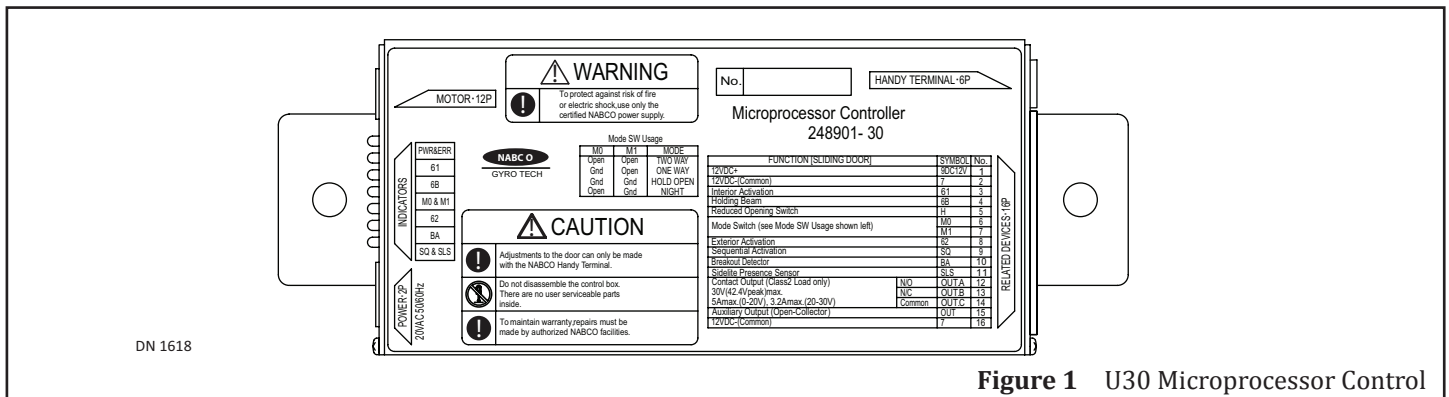 WARNING
To protect against risk of fire
or electric shock,use only the
certified NABCO power supply.
No.
HANDY TERMINAL·6P
MOTOR·12P
Microprocessor Controller
248901- 30
INDICATORS
PWR&ERR
61
6B
M0 & M1
62
BA
SQ & SLS
NABC O
GYRO TECH
Mode SW Usage
M0 M1 MODE
Open Open TWO WAY
Gnd Open ONE WAY
Gnd Gnd HOLD OPEN
Open Gnd NIGHT
CAUTION
Adjustments to the door can only be made
with the NABCO Handy Terminal.
Do not disassemble the control box.
There are no user serviceable parts
inside.
To maintain warranty,repairs must be
made by authorized NABCO facilities.
POWER·2P
20VAC 50/60Hz
FUNCTION [SLIDING DOOR] SYMBOL No.
12VDC+ 9DC12V 1
12VDC-(Common) 7 2
Interior Activation 61 3
Holding Beam 6B 4
Reduced Opening Switch H 5
Mode Switch (see Mode SW Usage shown left) M0 6
M1 7
Exterior Activation 62 8
Sequential Activation SQ 9
Breakout Detector BA 10
Sidelite Presence Sensor SLS 11
Contact Output (Class2 Load only) N/O OUT.A 12
30V(42.4Vpeak)max. N/C OUT.B 13
5Amax.(0-20V), 3.2Amax.(20-30V) Common OUT.C 14
Auxiliary Output (Open-Collector) OUT 15
12VDC-(Common) 7 16
RELATED DEVICES·16P
DN 1618
Figure 1 U30 Microprocessor Control